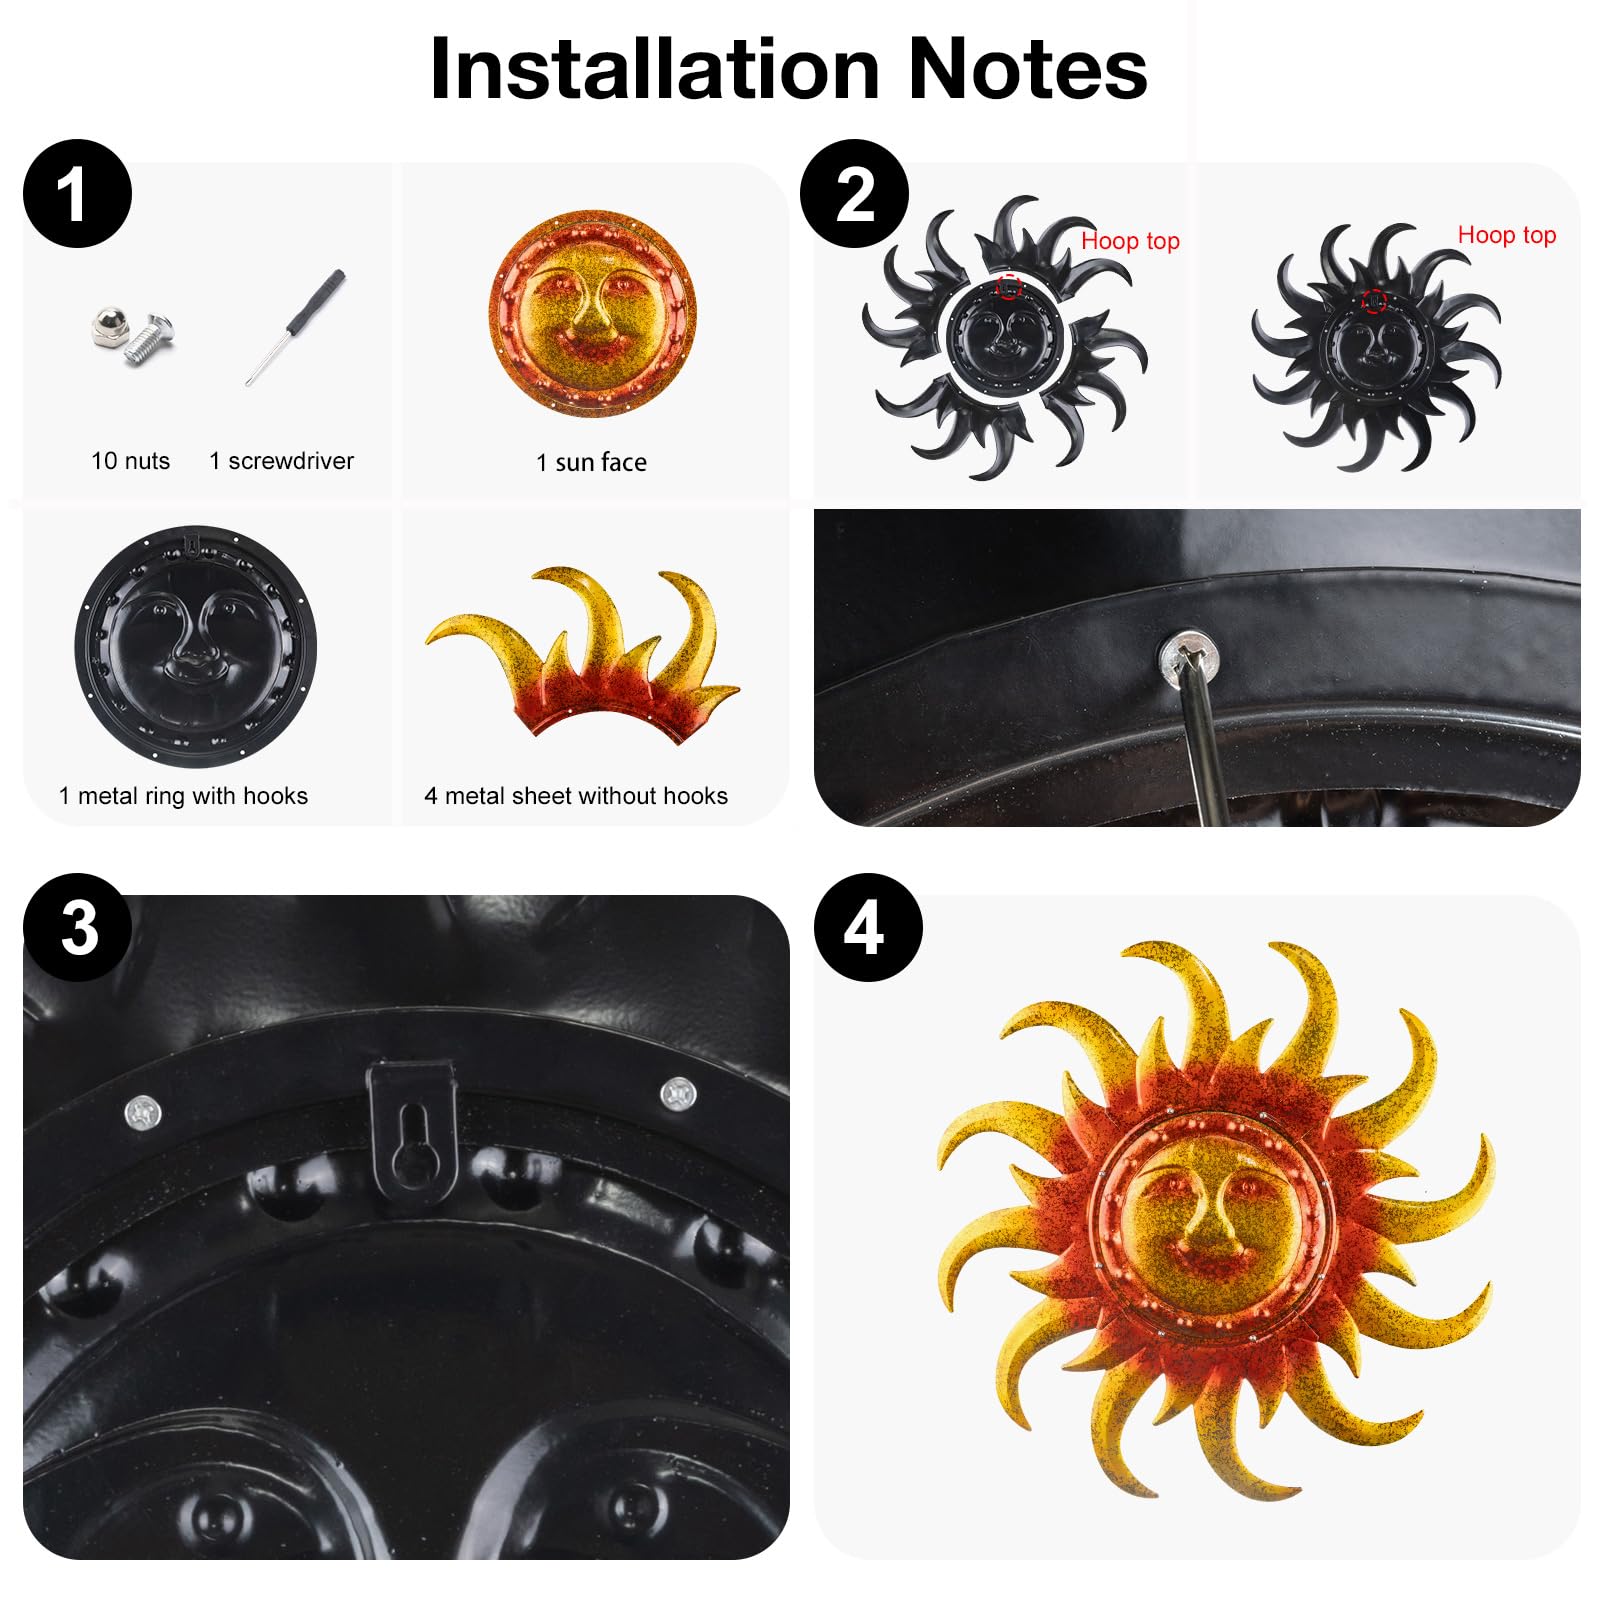 Installation Notes
1
10 nuts
1 screwdriver
1 sun face
1 metal ring with hooks
4 metal sheet without hooks
2
Hoop top
Hoop top
3
4